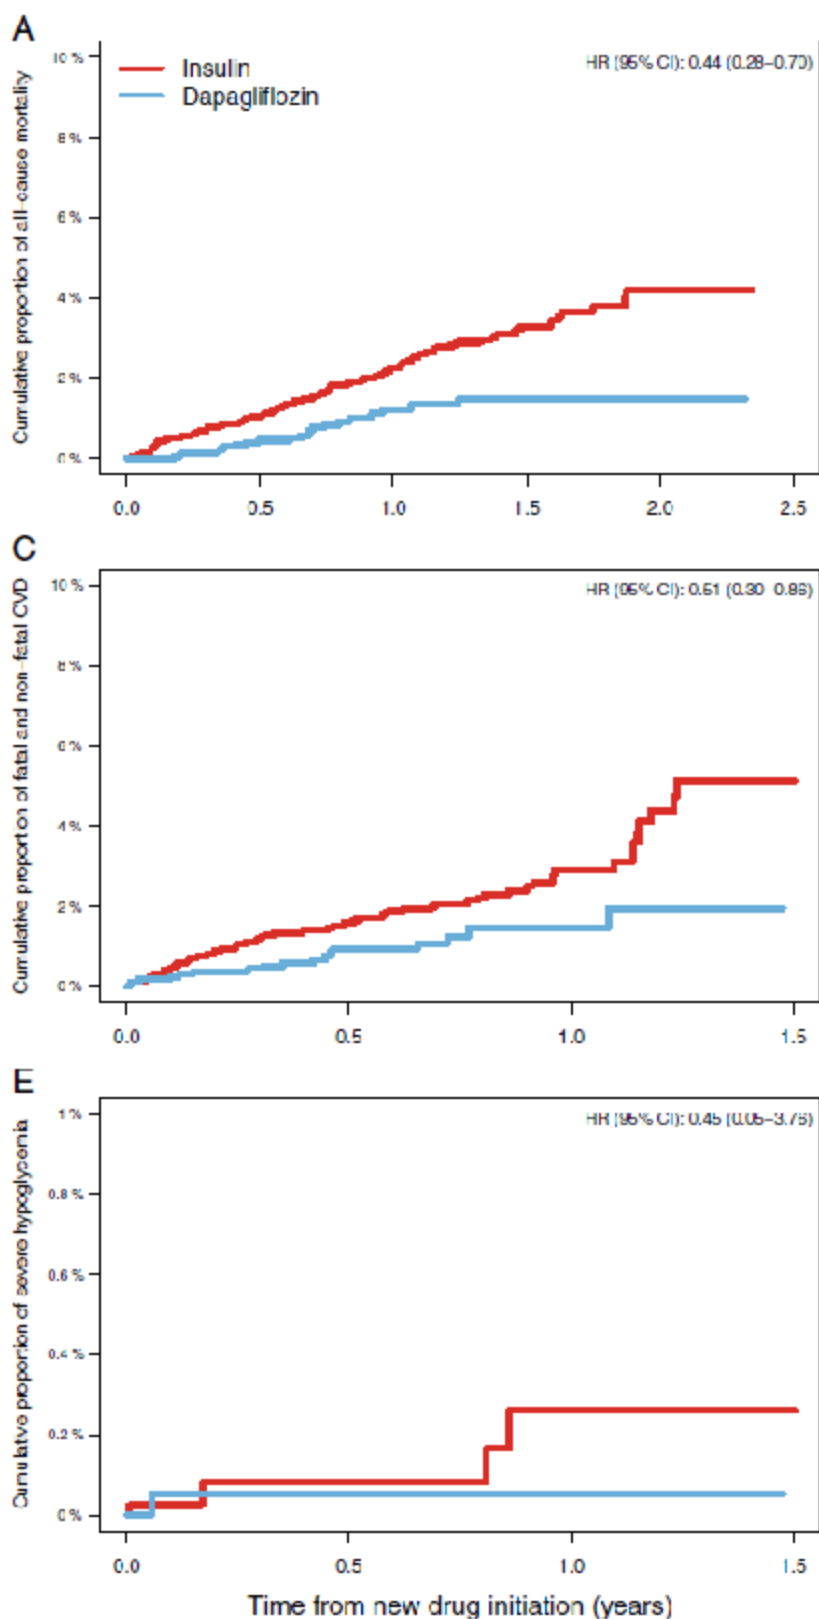 A
Cumulative proportion of all-cause mortality
10 %
8 %
6 %
4 %
2 %
0 %
Insulin
Dapagliflozin
HR (95% CI): 0.44 (0.28–0.70)
0.0 0.5 1.0 1.5 2.0 2.5
C
Cumulative proportion of fatal and non-fatal CVD
10 %
8 %
6 %
4 %
2 %
0 %
HR (95% CI): 0.51 (0.30–0.86)
0.0 0.5 1.0 1.5
E
Cumulative proportion of severe hypoglycemia
1 %
0.8 %
0.6 %
0.4 %
0.2 %
0 %
HR (95% CI): 0.45 (0.05–3.76)
0.0 0.5 1.0 1.5
Time from new drug initiation (years)